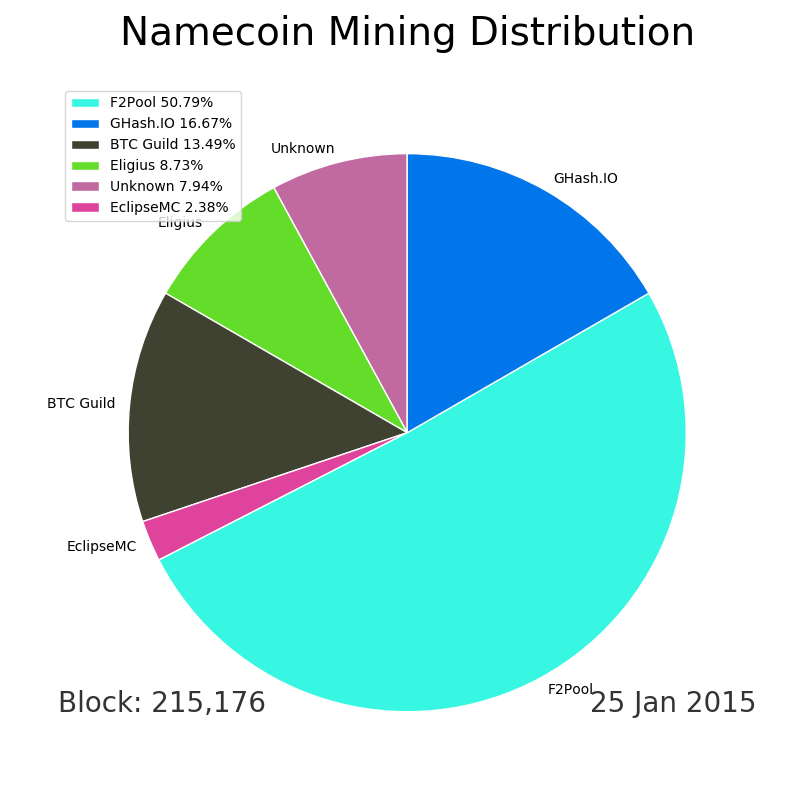 Namecoin Mining Distribution
F2Pool 50.79%
GHash.IO 16.67%
BTC Guild 13.49%
Eligius 8.73%
Unknown 7.94%
EclipseMC 2.38%
Unknown
GHash.IO
Eligius
BTC Guild
EclipseMC
F2Pool
Block: 215,176
25 Jan 2015